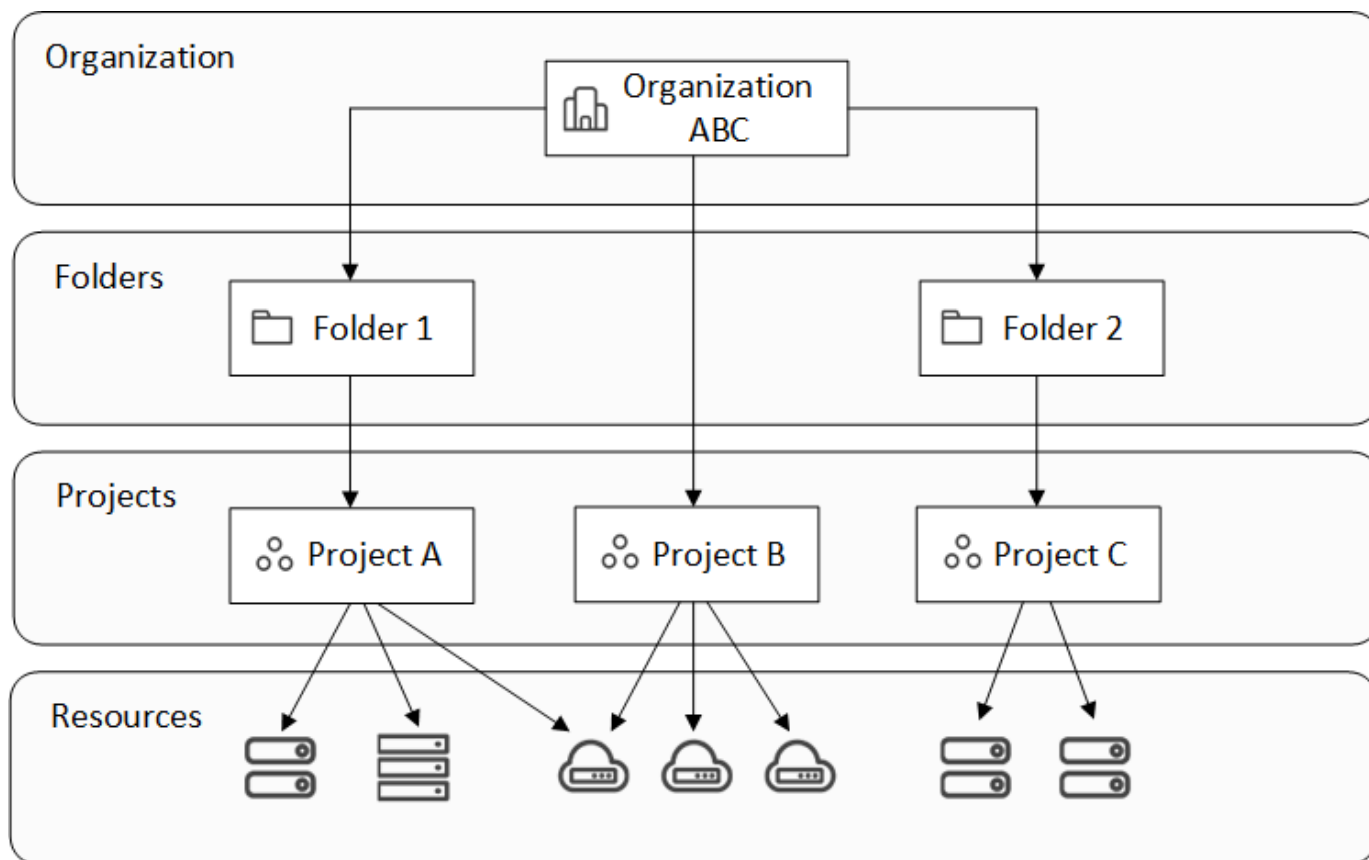 Organization
Organization
ABC
Folders
Folder 1
Folder 2
Projects
Project A
Project B
Project C
Resources